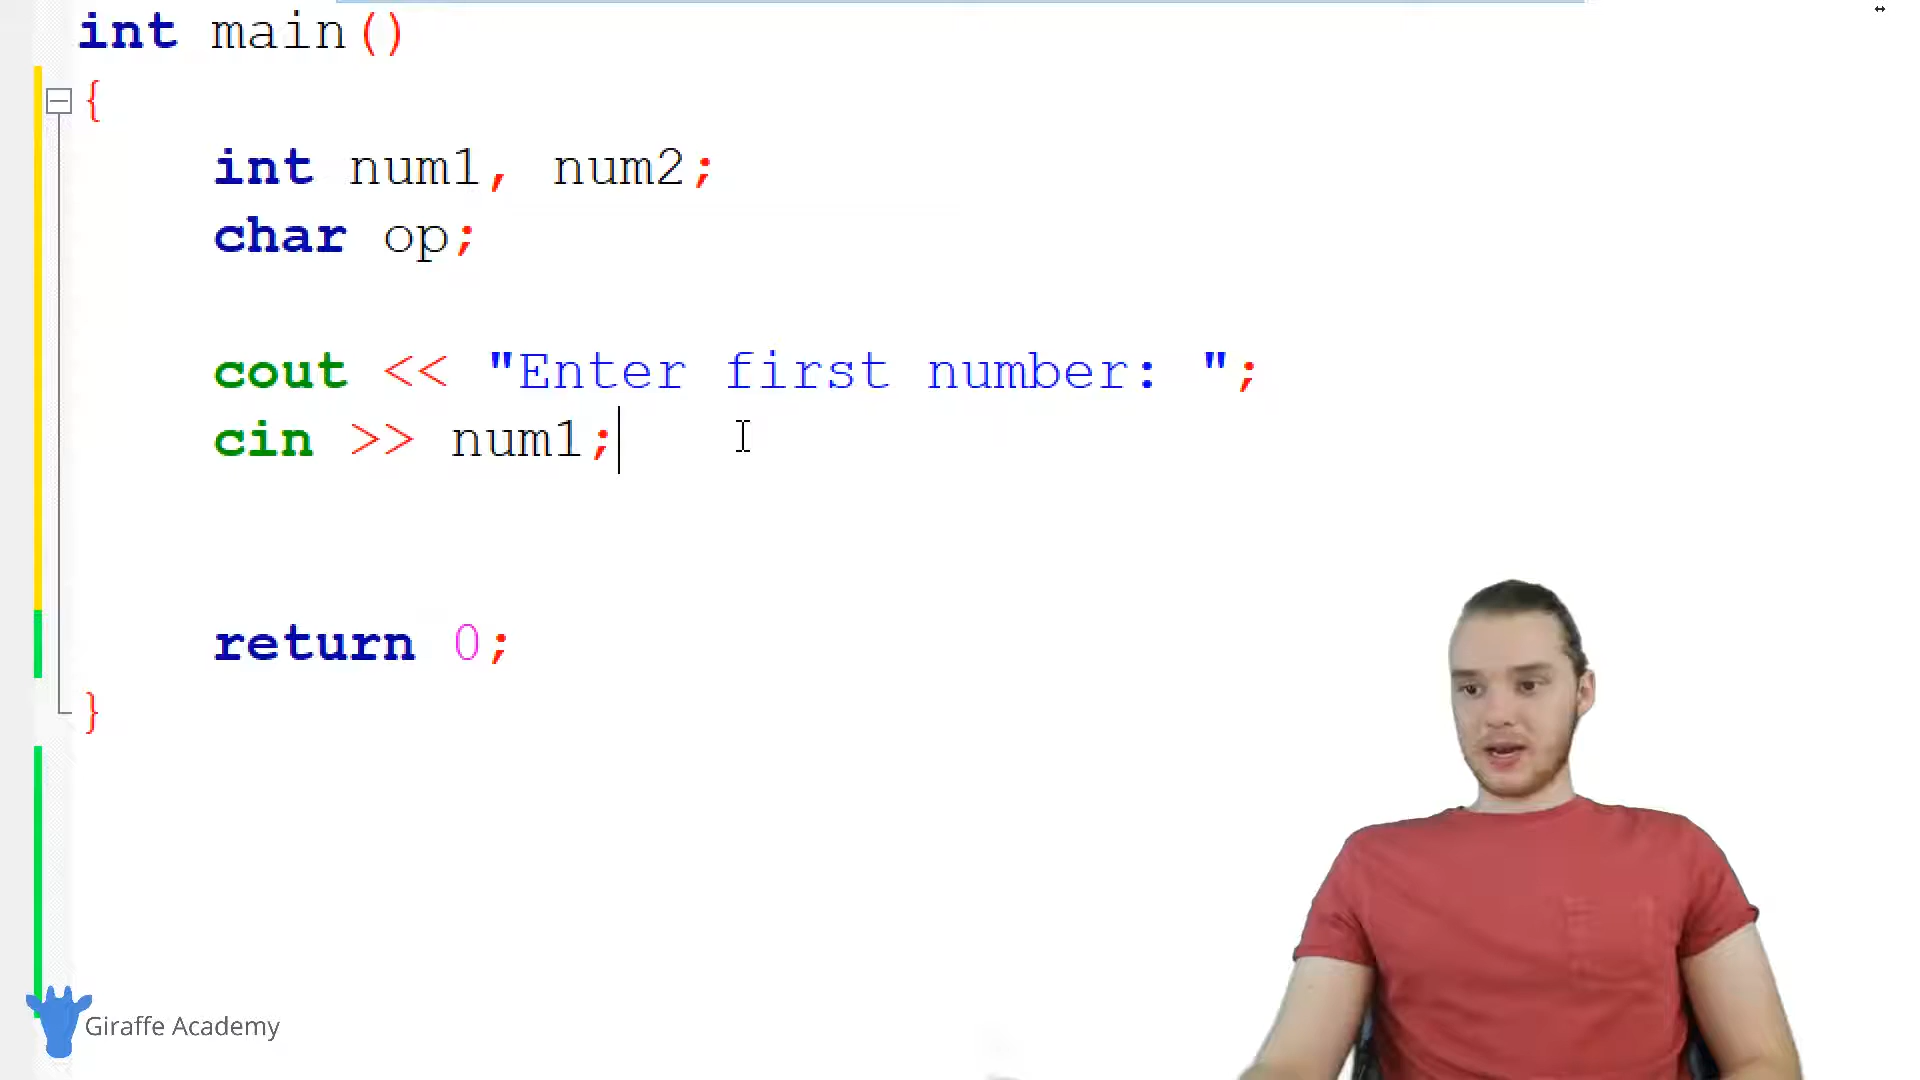 int main()
{
int num1, num2;
char op;
cout << "Enter first number: ";
cin >> num1;
return 0;
}
Giraffe Academy